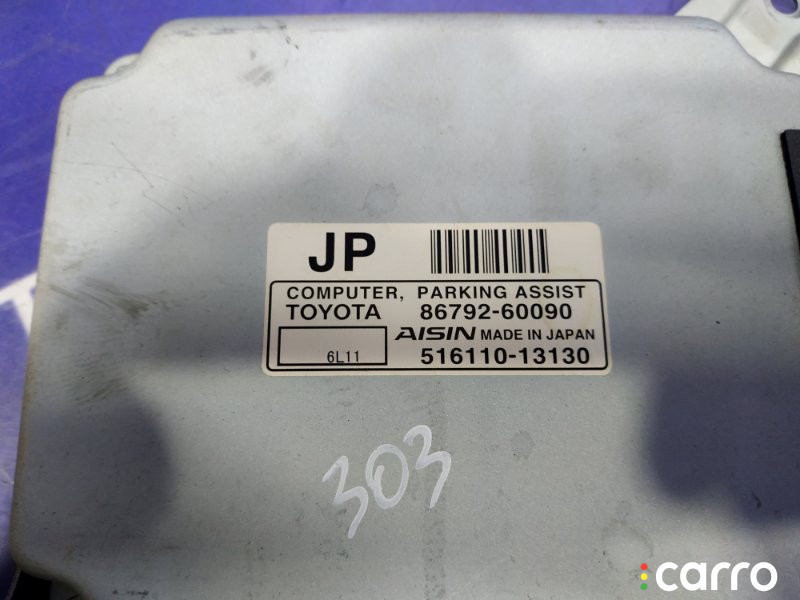 JP
COMPUTER, PARKING ASSIST
TOYOTA 86792-60090
AISIN MADE IN JAPAN
6L11 516110-13130
303
carro